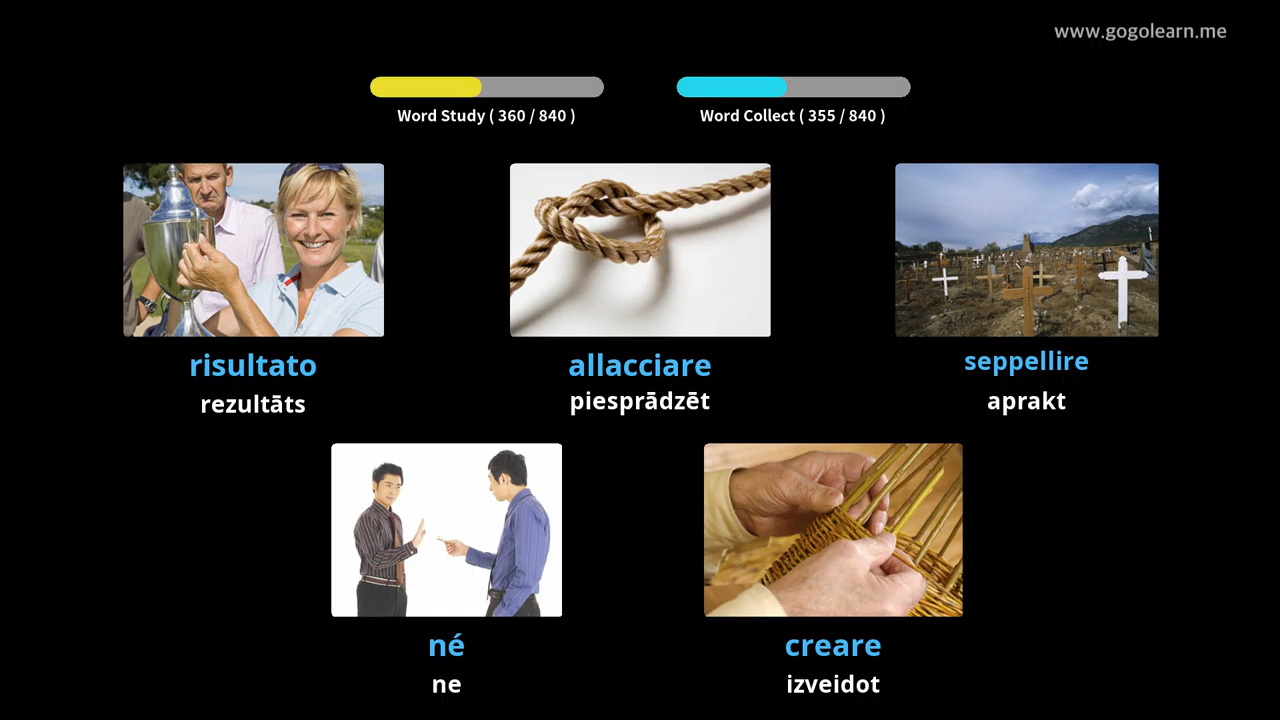 www.gogolearn.me
Word Study ( 360 / 840 )
Word Collect ( 355 / 840 )
risultato
rezultāts
allacciare
piesprādzēt
seppellire
aprakt
né
ne
creare
izveidot